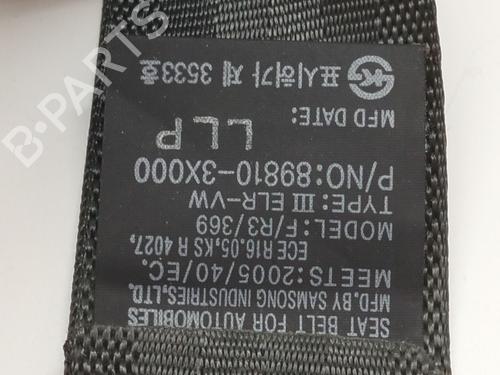 SEAT BELT FOR AUTOMOBILES
MFD.BY SAMSONG INDUSTRIES,LTD.
MEETS:2005/40/EC.
ECE R16.05,KS R 4027,
MODEL:F/R3/369
TYPE:III ELR-VW
P/NO:89810-3X000
LLP
MFD DATE:
표시허가 제 3533호
B-PARTS